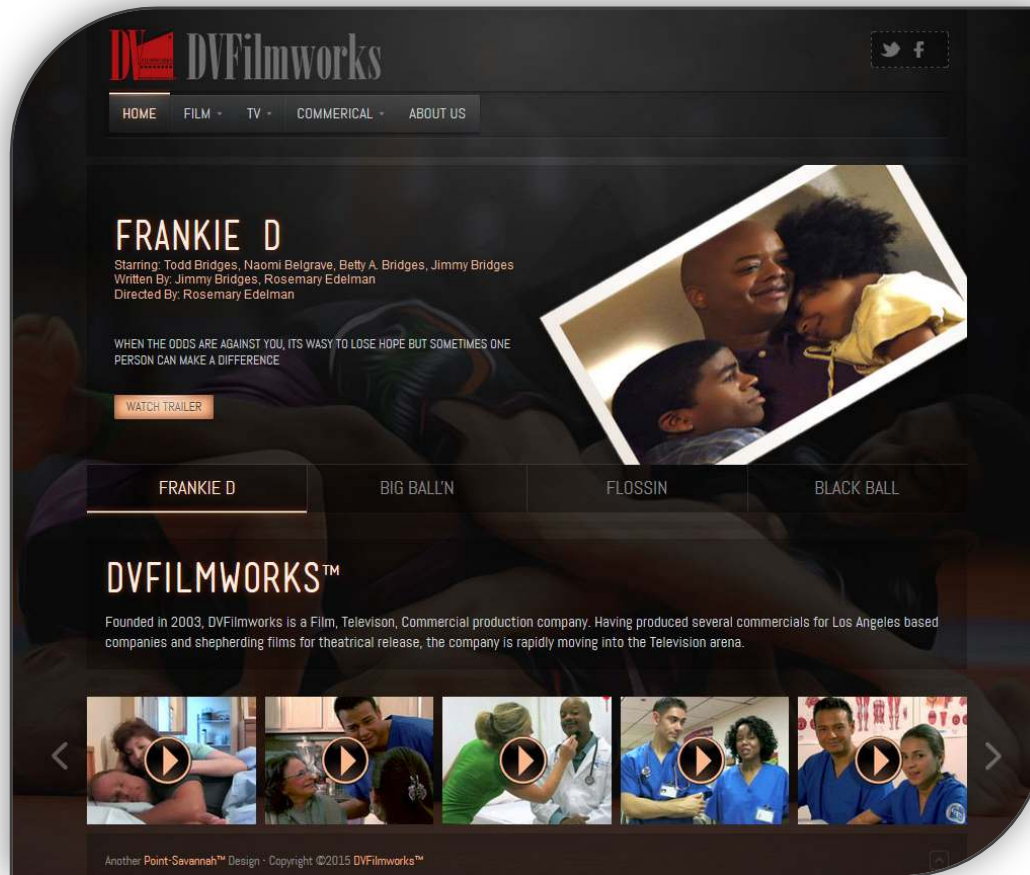 DV DVFilmworks
HOME FILM TV COMMERICAL ABOUT US
FRANKIE D
Starring: Todd Bridges, Naomi Belgrave, Betty A. Bridges, Jimmy Bridges
Written By: Jimmy Bridges, Rosemary Edelman
Directed By: Rosemary Edelman
WHEN THE ODDS ARE AGAINST YOU, ITS WASY TO LOSE HOPE BUT SOMETIMES ONE
PERSON CAN MAKE A DIFFERENCE
WATCH TRAILER
FRANKIE D BIG BALL'N FLOSSIN BLACK BALL
DVFILMWORKS™
Founded in 2003, DVFilmworks is a Film, Televison, Commercial production company. Having produced several commercials for Los Angeles based
companies and shepherding films for theatrical release, the company is rapidly moving into the Television arena.
Another Point-Savannah™ Design - Copyright ©2015 DVFilmworks™